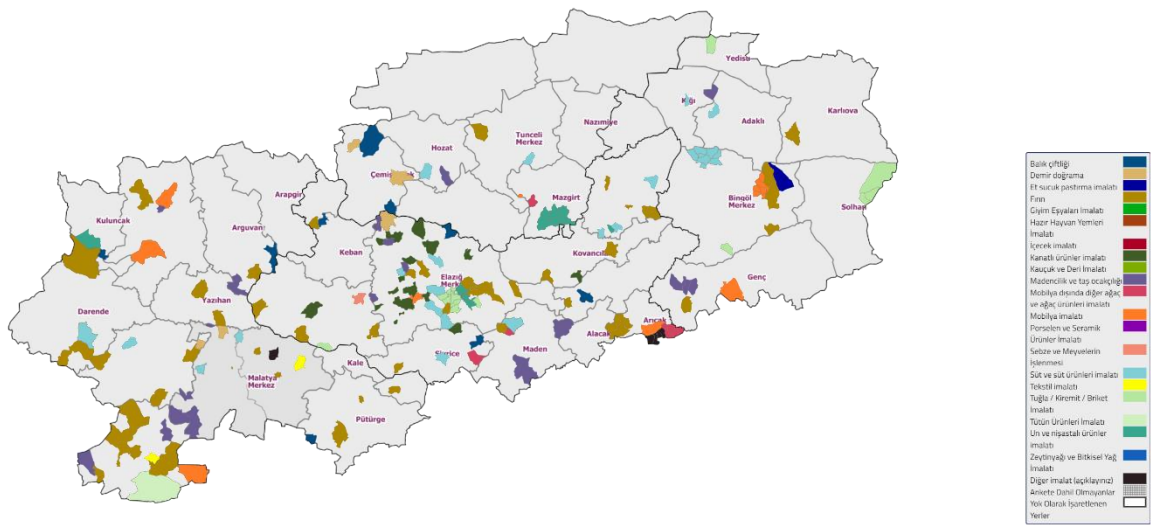 Yedisu
Kığı
Karlıova
Adaklı
Nazımiye
Tunceli
Merkez
Hozat
Çemişgezek
Mazgirt
Bingöl
Merkez
Solhan
Arapgir
Kuluncak
Arguvan
Keban
Kovancılar
Elazığ
Merkez
Genç
Yazıhan
Darende
Arıcak
Alacak
Maden
Sivrice
Kale
Malatya
Merkez
Pütürge
Balık çiftliği
Demir doğrama
Et sucuk pastırma imalatı
Fırın
Giyim Eşyaları İmalatı
Hazır Hayvan Yemleri
İmalatı
İçecek imalatı
Kanatlı ürünler imalatı
Kauçuk ve Deri İmalatı
Madencilik ve taş ocakçılığı
Mobilya dışında diğer ağaç
ve ağaç ürünleri imalatı
Mobilya imalatı
Porselen ve Seramik
Ürünler İmalatı
Sebze ve Meyvelerin
İşlenmesi
Süt ve süt ürünleri imalatı
Tekstil imalatı
Tuğla / Kiremit / Briket
İmalatı
Tütün Ürünleri İmalatı
Un ve nişastalı ürünler
imalatı
Zeytinyağı ve Bitkisel Yağ
İmalatı
Diğer imalat (açıklayınız)
Ankete Dahil Olmayanlar
Yok Olarak İşaretlenen
Yerler